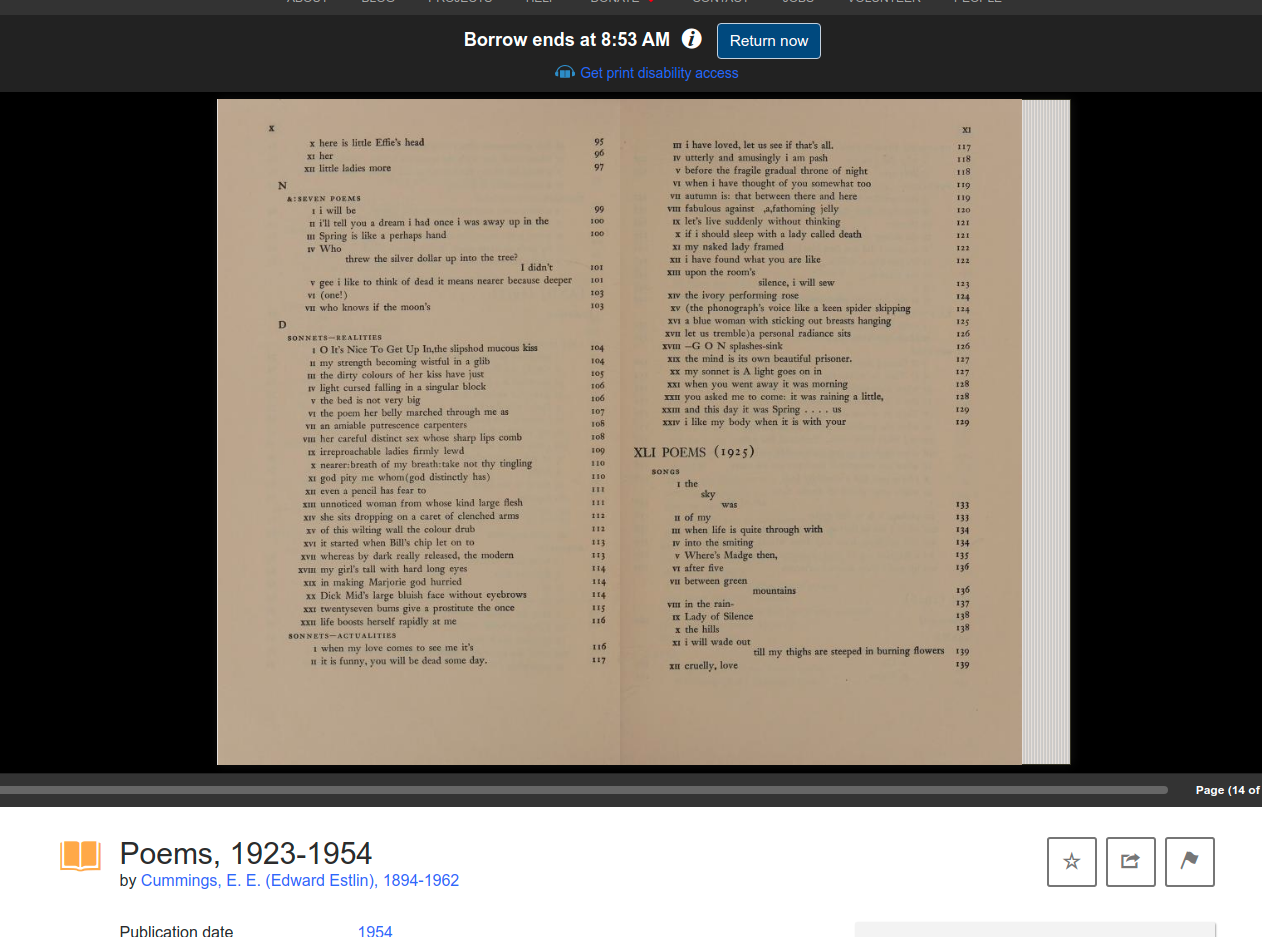 ABOUT BLOG PROJECTS HELP DONATE CONTACT JOBS VOLUNTEER PEOPLE
Borrow ends at 8:53 AM
Return now
Get print disability access
X
X here is little Effie's head 95
XI her 96
XII little ladies more 97
N
&:SEVEN POEMS
I i will be 99
II i'll tell you a dream i had once i was away up in the 100
III Spring is like a perhaps hand 100
IV Who
threw the silver dollar up into the tree?
I didn't 101
V gee i like to think of dead it means nearer because deeper 101
VI (one!) 103
VII who knows if the moon's 103
D
SONNETS—REALITIES
I O It's Nice To Get Up In,the slipshod mucous kiss 104
II my strength becoming wistful in a glib 104
III the dirty colours of her kiss have just 105
IV light cursed falling in a singular block 106
V the bed is not very big 106
VI the poem her belly marched through me as 107
VII an amiable putrescence carpenters 108
VIII her careful distinct sex whose sharp lips comb 108
IX irreproachable ladies firmly lewd 109
X nearer:breath of my breath:take not thy tingling 110
XI god pity me whom(god distinctly has) 110
XII even a pencil has fear to 111
XIII unnoticed woman from whose kind large flesh 111
XIV she sits dropping on a caret of clenched arms 112
XV of this wilting wall the colour drub 112
XVI it started when Bill's chip let on to 113
XVII whereas by dark really released, the modern 113
XVIII my girl's tall with hard long eyes 114
XIX in making Marjorie god hurried 114
XX Dick Mid's large bluish face without eyebrows 114
XXI twentyseven bums give a prostitute the once 115
XXII life boosts herself rapidly at me 116
SONNETS—ACTUALITIES
I when my love comes to see me it's 116
II it is funny, you will be dead some day. 117
XI
III i have loved, let us see if that's all. 117
IV utterly and amusingly i am pash 118
V before the fragile gradual throne of night 118
VI when i have thought of you somewhat too 119
VII autumn is: that between there and here 119
VIII fabulous against ,a,fathoming jelly 120
IX let's live suddenly without thinking 121
X if i should sleep with a lady called death 121
XI my naked lady framed 122
XII i have found what you are like 122
XIII upon the room's
silence, i will sew 123
XIV the ivory performing rose 124
XV (the phonograph's voice like a keen spider skipping 124
XVI a blue woman with sticking out breasts hanging 125
XVII let us tremble)a personal radiance sits 126
XVIII —G O N splashes-sink 126
XIX the mind is its own beautiful prisoner. 127
XX my sonnet is A light goes on in 127
XXI when you went away it was morning 128
XXII you asked me to come: it was raining a little, 128
XXIII and this day it was Spring . . . . us 129
XXIV i like my body when it is with your 129
XLI POEMS (1925)
SONGS
I the
sky
was 133
II of my 133
III when life is quite through with 134
IV into the smiting 134
V Where's Madge then, 135
VI after five 136
VII between green
mountains 136
VIII in the rain- 137
IX Lady of Silence 138
X the hills 138
XI i will wade out
till my thighs are steeped in burning flowers 139
XII cruelly, love 139
Page (14 of
Poems, 1923-1954
by Cummings, E. E. (Edward Estlin), 1894-1962
Publication date 1954